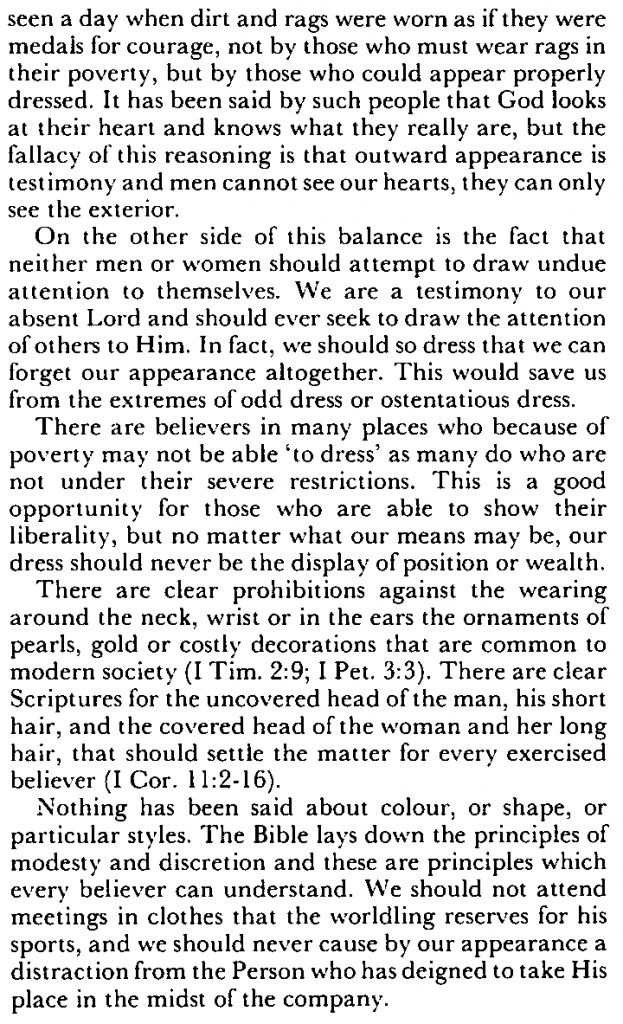 seen a day when dirt and rags were worn as if they were
medals for courage, not by those who must wear rags in
their poverty, but by those who could appear properly
dressed. It has been said by such people that God looks
at their heart and knows what they really are, but the
fallacy of this reasoning is that outward appearance is
testimony and men cannot see our hearts, they can only
see the exterior.
On the other side of this balance is the fact that
neither men or women should attempt to draw undue
attention to themselves. We are a testimony to our
absent Lord and should ever seek to draw the attention
of others to Him. In fact, we should so dress that we can
forget our appearance altogether. This would save us
from the extremes of odd dress or ostentatious dress.
There are believers in many places who because of
poverty may not be able ‘to dress’ as many do who are
not under their severe restrictions. This is a good
opportunity for those who are able to show their
liberality, but no matter what our means may be, our
dress should never be the display of position or wealth.
There are clear prohibitions against the wearing
around the neck, wrist or in the ears the ornaments of
pearls, gold or costly decorations that are common to
modern society (I Tim. 2:9; I Pet. 3:3). There are clear
Scriptures for the uncovered head of the man, his short
hair, and the covered head of the woman and her long
hair, that should settle the matter for every exercised
believer (I Cor. 11:2-16).
Nothing has been said about colour, or shape, or
particular styles. The Bible lays down the principles of
modesty and discretion and these are principles which
every believer can understand. We should not attend
meetings in clothes that the worldling reserves for his
sports, and we should never cause by our appearance a
distraction from the Person who has deigned to take His
place in the midst of the company.